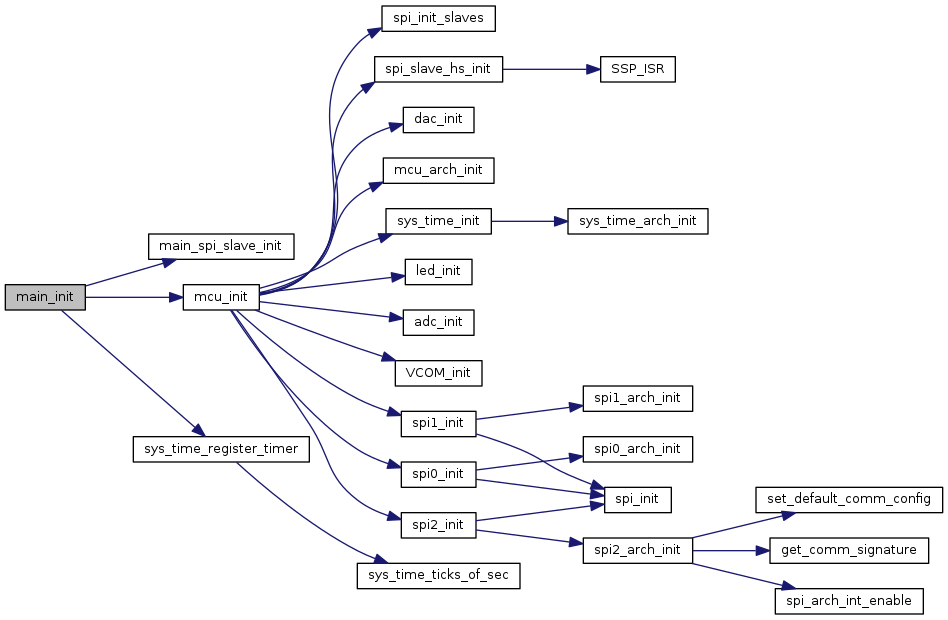 spi_init_slaves
spi_slave_hs_init
SSP_ISR
dac_init
mcu_arch_init
sys_time_init
sys_time_arch_init
main_spi_slave_init
led_init
main_init
mcu_init
adc_init
VCOM_init
spi1_arch_init
spi1_init
sys_time_register_timer
spi0_arch_init
spi0_init
spi_init
set_default_comm_config
spi2_init
spi2_arch_init
get_comm_signature
sys_time_ticks_of_sec
spi_arch_int_enable